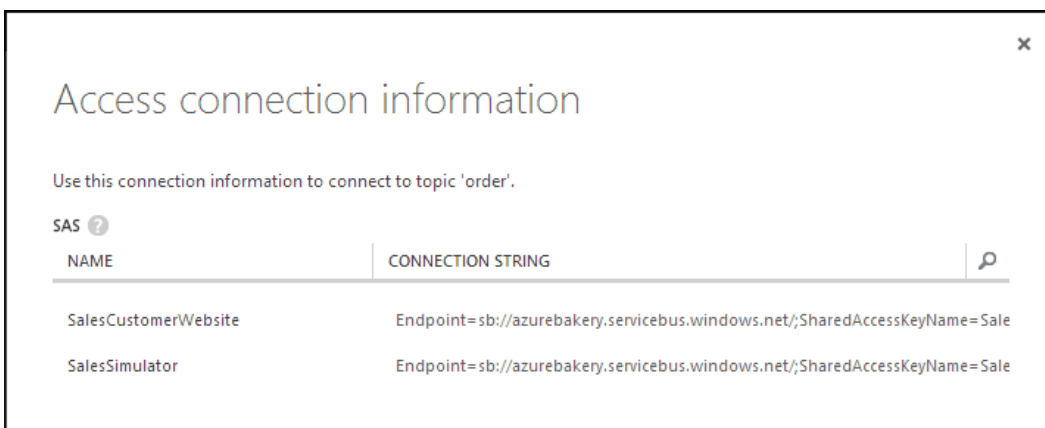 Access connection information
Use this connection information to connect to topic 'order'.
SAS ?
NAME CONNECTION STRING
SalesCustomerWebsite Endpoint=sb://azurebakery.servicebus.windows.net/;SharedAccessKeyName=Sale
SalesSimulator Endpoint=sb://azurebakery.servicebus.windows.net/;SharedAccessKeyName=Sale